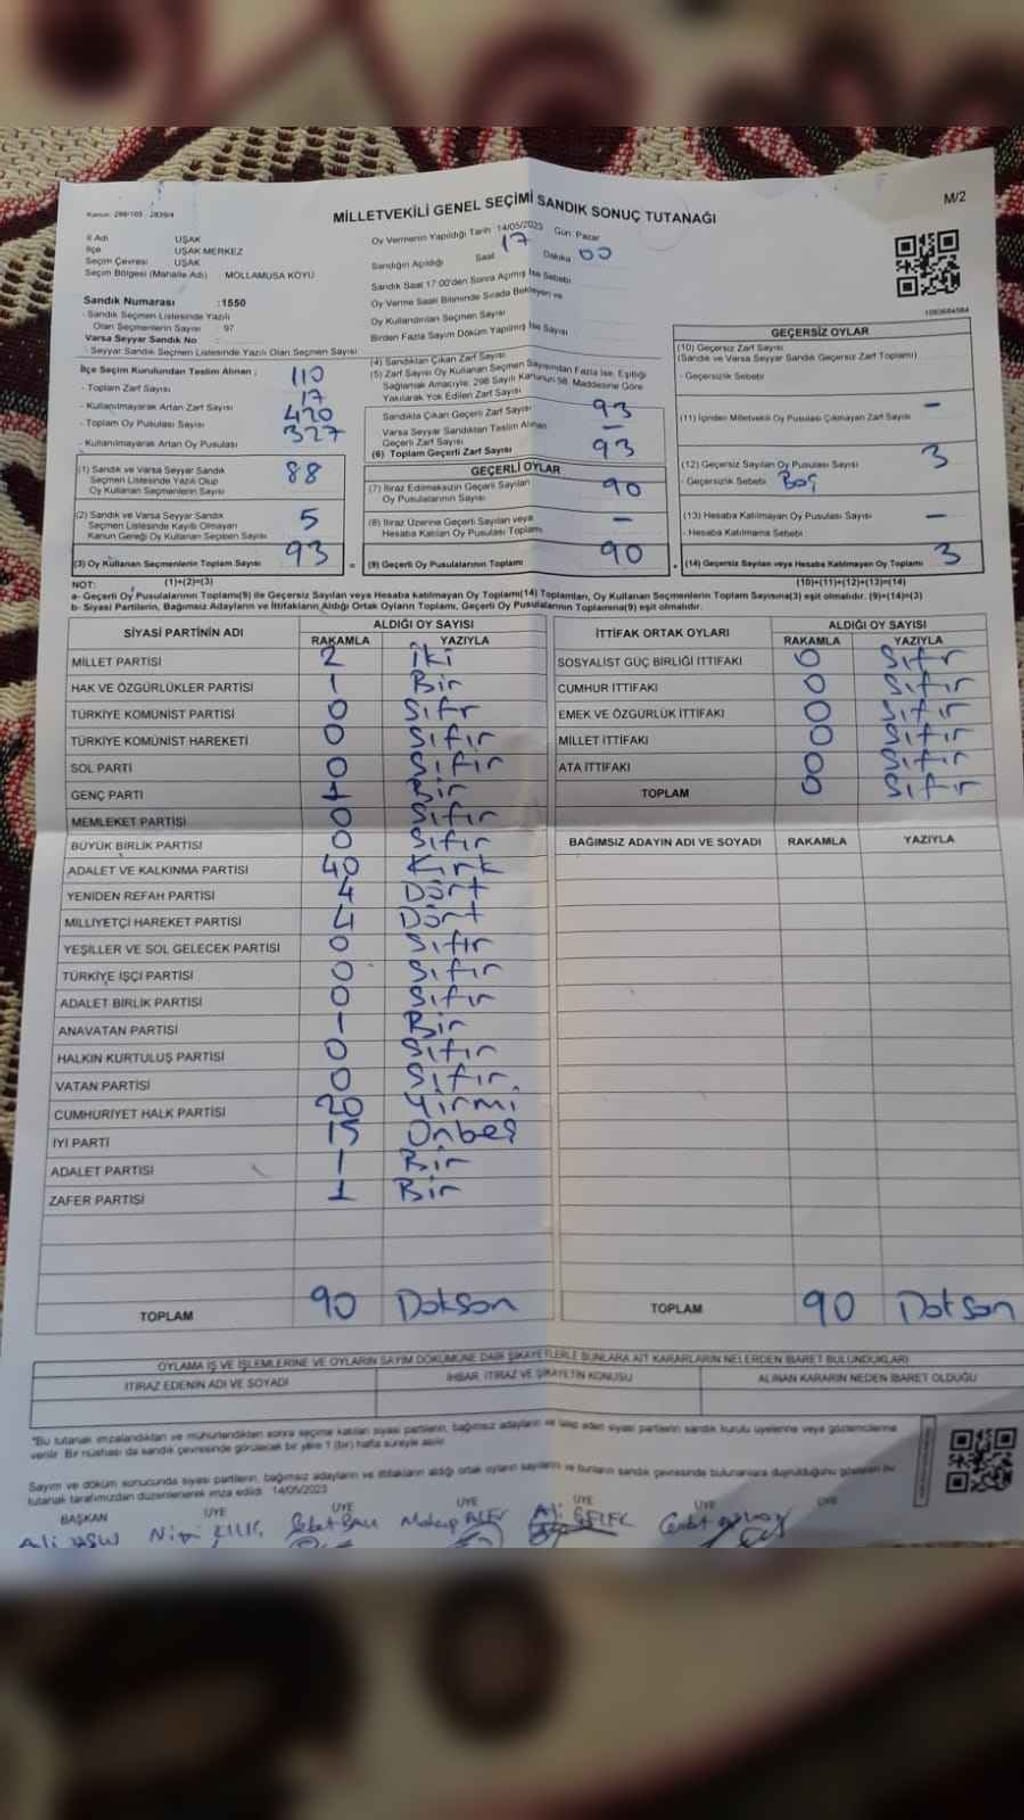 Kanun: 298/105 - 2839/4
MİLLETVEKİLİ GENEL SEÇİMİ SANDIK SONUÇ TUTANAĞI
M/2
İl Adı UŞAK
İlçe UŞAK MERKEZ
Seçim Çevresi UŞAK
Seçim Bölgesi (Mahalle Adı) MOLLAMUSA KÖYÜ
Sandık Numarası :1550
- Sandık Seçmen Listesinde Yazılı
Olan Seçmenlerin Sayısı 97
Varsa Seyyar Sandık No :
- Seyyar Sandık Seçmen Listesinde Yazılı Olan Seçmen Sayısı
Oy Vermenin Yapıldığı Tarih : 14/05/2023 Gün: Pazar
Sandığın Açıldığı Saat 17 Dakika 00
Sandık Saat 17:00'den Sonra Açılmış İse Sebebi
Oy Verme Saati Bitiminde Sırada Bekleyen ve
Oy Kullandırılan Seçmen Sayısı
Birden Fazla Sayım Döküm Yapılmış İse Sayısı
İlçe Seçim Kurulundan Teslim Alınan :
- Toplam Zarf Sayısı 110
- Kullanılmayarak Artan Zarf Sayısı 17
- Toplam Oy Pusulası Sayısı 420
- Kullanılmayarak Artan Oy Pusulası 327
(1) Sandık ve Varsa Seyyar Sandık
Seçmen Listesinde Yazılı Olup
Oy Kullanan Seçmenlerin Sayısı 88
(2) Sandık ve Varsa Seyyar Sandık
Seçmen Listesinde Kayıtlı Olmayan
Kanun Gereği Oy Kullanan Seçmen Sayısı 5
(3) Oy Kullanan Seçmenlerin Toplam Sayısı 93
(4) Sandıktan Çıkan Zarf Sayısı
(5) Zarf Sayısı Oy Kullanan Seçmen Sayısından Fazla İse, Eşitliği
Sağlamak Amacıyla, 298 Sayılı Kanunun 98. Maddesine Göre
Yakılarak Yok Edilen Zarf Sayısı
Sandıkta Çıkan Geçerli Zarf Sayısı 93
Varsa Seyyar Sandıktan Teslim Alınan
Geçerli Zarf Sayısı –
(6) Toplam Geçerli Zarf Sayısı 93
GEÇERLİ OYLAR
(7) İtiraz Edilmeksizin Geçerli Sayılan
Oy Pusulalarının Sayısı 90
(8) İtiraz Üzerine Geçerli Sayılan veya
Hesaba Katılan Oy Pusulası Toplamı –
(9) Geçerli Oy Pusulalarının Toplamı 90
1083684584
GEÇERSİZ OYLAR
(10) Geçersiz Zarf Sayısı
(Sandık ve Varsa Seyyar Sandık Geçersiz Zarf Toplamı)
- Geçersizlik Sebebi
(11) İçinden Milletvekili Oy Pusulası Çıkmayan Zarf Sayısı –
(12) Geçersiz Sayılan Oy Pusulası Sayısı 3
- Geçersizlik Sebebi Boş
(13) Hesaba Katılmayan Oy Pusulası Sayısı –
- Hesaba Katılmama Sebebi
(14) Geçersiz Sayılan veya Hesaba Katılmayan Oy Toplamı 3
NOT: (1)+(2)=(3) (10)+(11)+(12)+(13)=(14)
a- Geçerli Oy Pusulalarının Toplamı(9) ile Geçersiz Sayılan veya Hesaba katılmayan Oy Toplamı(14) Toplamları, Oy Kullanan Seçmenlerin Toplam Sayısına(3) eşit olmalıdır. (9)+(14)=(3)
b- Siyasi Partilerin, Bağımsız Adayların ve İttifakların Aldığı Ortak Oyların Toplamı, Geçerli Oy Pusulalarının Toplamına(9) eşit olmalıdır.
SİYASİ PARTİNİN ADI ALDIĞI OY SAYISI
RAKAMLA YAZIYLA
MİLLET PARTİSİ 2 iki
HAK VE ÖZGÜRLÜKLER PARTİSİ 1 Bir
TÜRKİYE KOMÜNİST PARTİSİ 0 Sıfır
TÜRKİYE KOMÜNİST HAREKETİ 0 Sıfır
SOL PARTİ 0 Sıfır
GENÇ PARTİ 1 Bir
MEMLEKET PARTİSİ 0 Sıfır
BÜYÜK BİRLİK PARTİSİ 0 Sıfır
ADALET VE KALKINMA PARTİSİ 40 Kırk
YENİDEN REFAH PARTİSİ 4 Dört
MİLLİYETÇİ HAREKET PARTİSİ 4 Dört
YEŞİLLER VE SOL GELECEK PARTİSİ 0 Sıfır
TÜRKİYE İŞÇİ PARTİSİ 0 Sıfır
ADALET BİRLİK PARTİSİ 0 Sıfır
ANAVATAN PARTİSİ 1 Bir
HALKIN KURTULUŞ PARTİSİ 0 Sıfır
VATAN PARTİSİ 0 Sıfır
CUMHURİYET HALK PARTİSİ 20 Yirmi
İYİ PARTİ 15 Onbeş
ADALET PARTİSİ 1 Bir
ZAFER PARTİSİ 1 Bir
TOPLAM 90 Doksan
İTTİFAK ORTAK OYLARI ALDIĞI OY SAYISI
RAKAMLA YAZIYLA
SOSYALİST GÜÇ BİRLİĞİ İTTİFAKI 0 Sıfır
CUMHUR İTTİFAKI 0 Sıfır
EMEK VE ÖZGÜRLÜK İTTİFAKI 0 Sıfır
MİLLET İTTİFAKI 0 Sıfır
ATA İTTİFAKI 0 Sıfır
TOPLAM 0 Sıfır
BAĞIMSIZ ADAYIN ADI VE SOYADI RAKAMLA YAZIYLA
TOPLAM 90 Doksan
OYLAMA İŞ VE İŞLEMLERİNE VE OYLARIN SAYIM DÖKÜMÜNE DAİR ŞİKAYETLERLE BUNLARA AİT KARARLARIN NELERDEN İBARET BULUNDUKLARI
İTİRAZ EDENİN ADI VE SOYADI İHBAR, İTİRAZ VE ŞİKAYETİN KONUSU ALINAN KARARIN NEDEN İBARET OLDUĞU
"Bu tutanak imzalandıktan ve mühürlendikten sonra seçime katılan siyasi partilerin, bağımsız adayların ve talep eden siyasi partilerin sandık kurulu üyelerine veya gözlemcilerine
verilir. Bir nüshası da sandık çevresinde görülecek bir yere 1 (bir) hafta süreyle asılır.
Sayım ve döküm sonucunda siyasi partilerin, bağımsız adayların ve ittifakların aldığı ortak oyların sayılarını ve bunların sandık çevresinde bulunanlara duyurulduğunu gösteren bu
tutanak tarafımızdan düzenlenerek imza edildi. 14/05/2023
BAŞKAN ÜYE ÜYE ÜYE ÜYE ÜYE ÜYE
Ali KILIÇ Ali